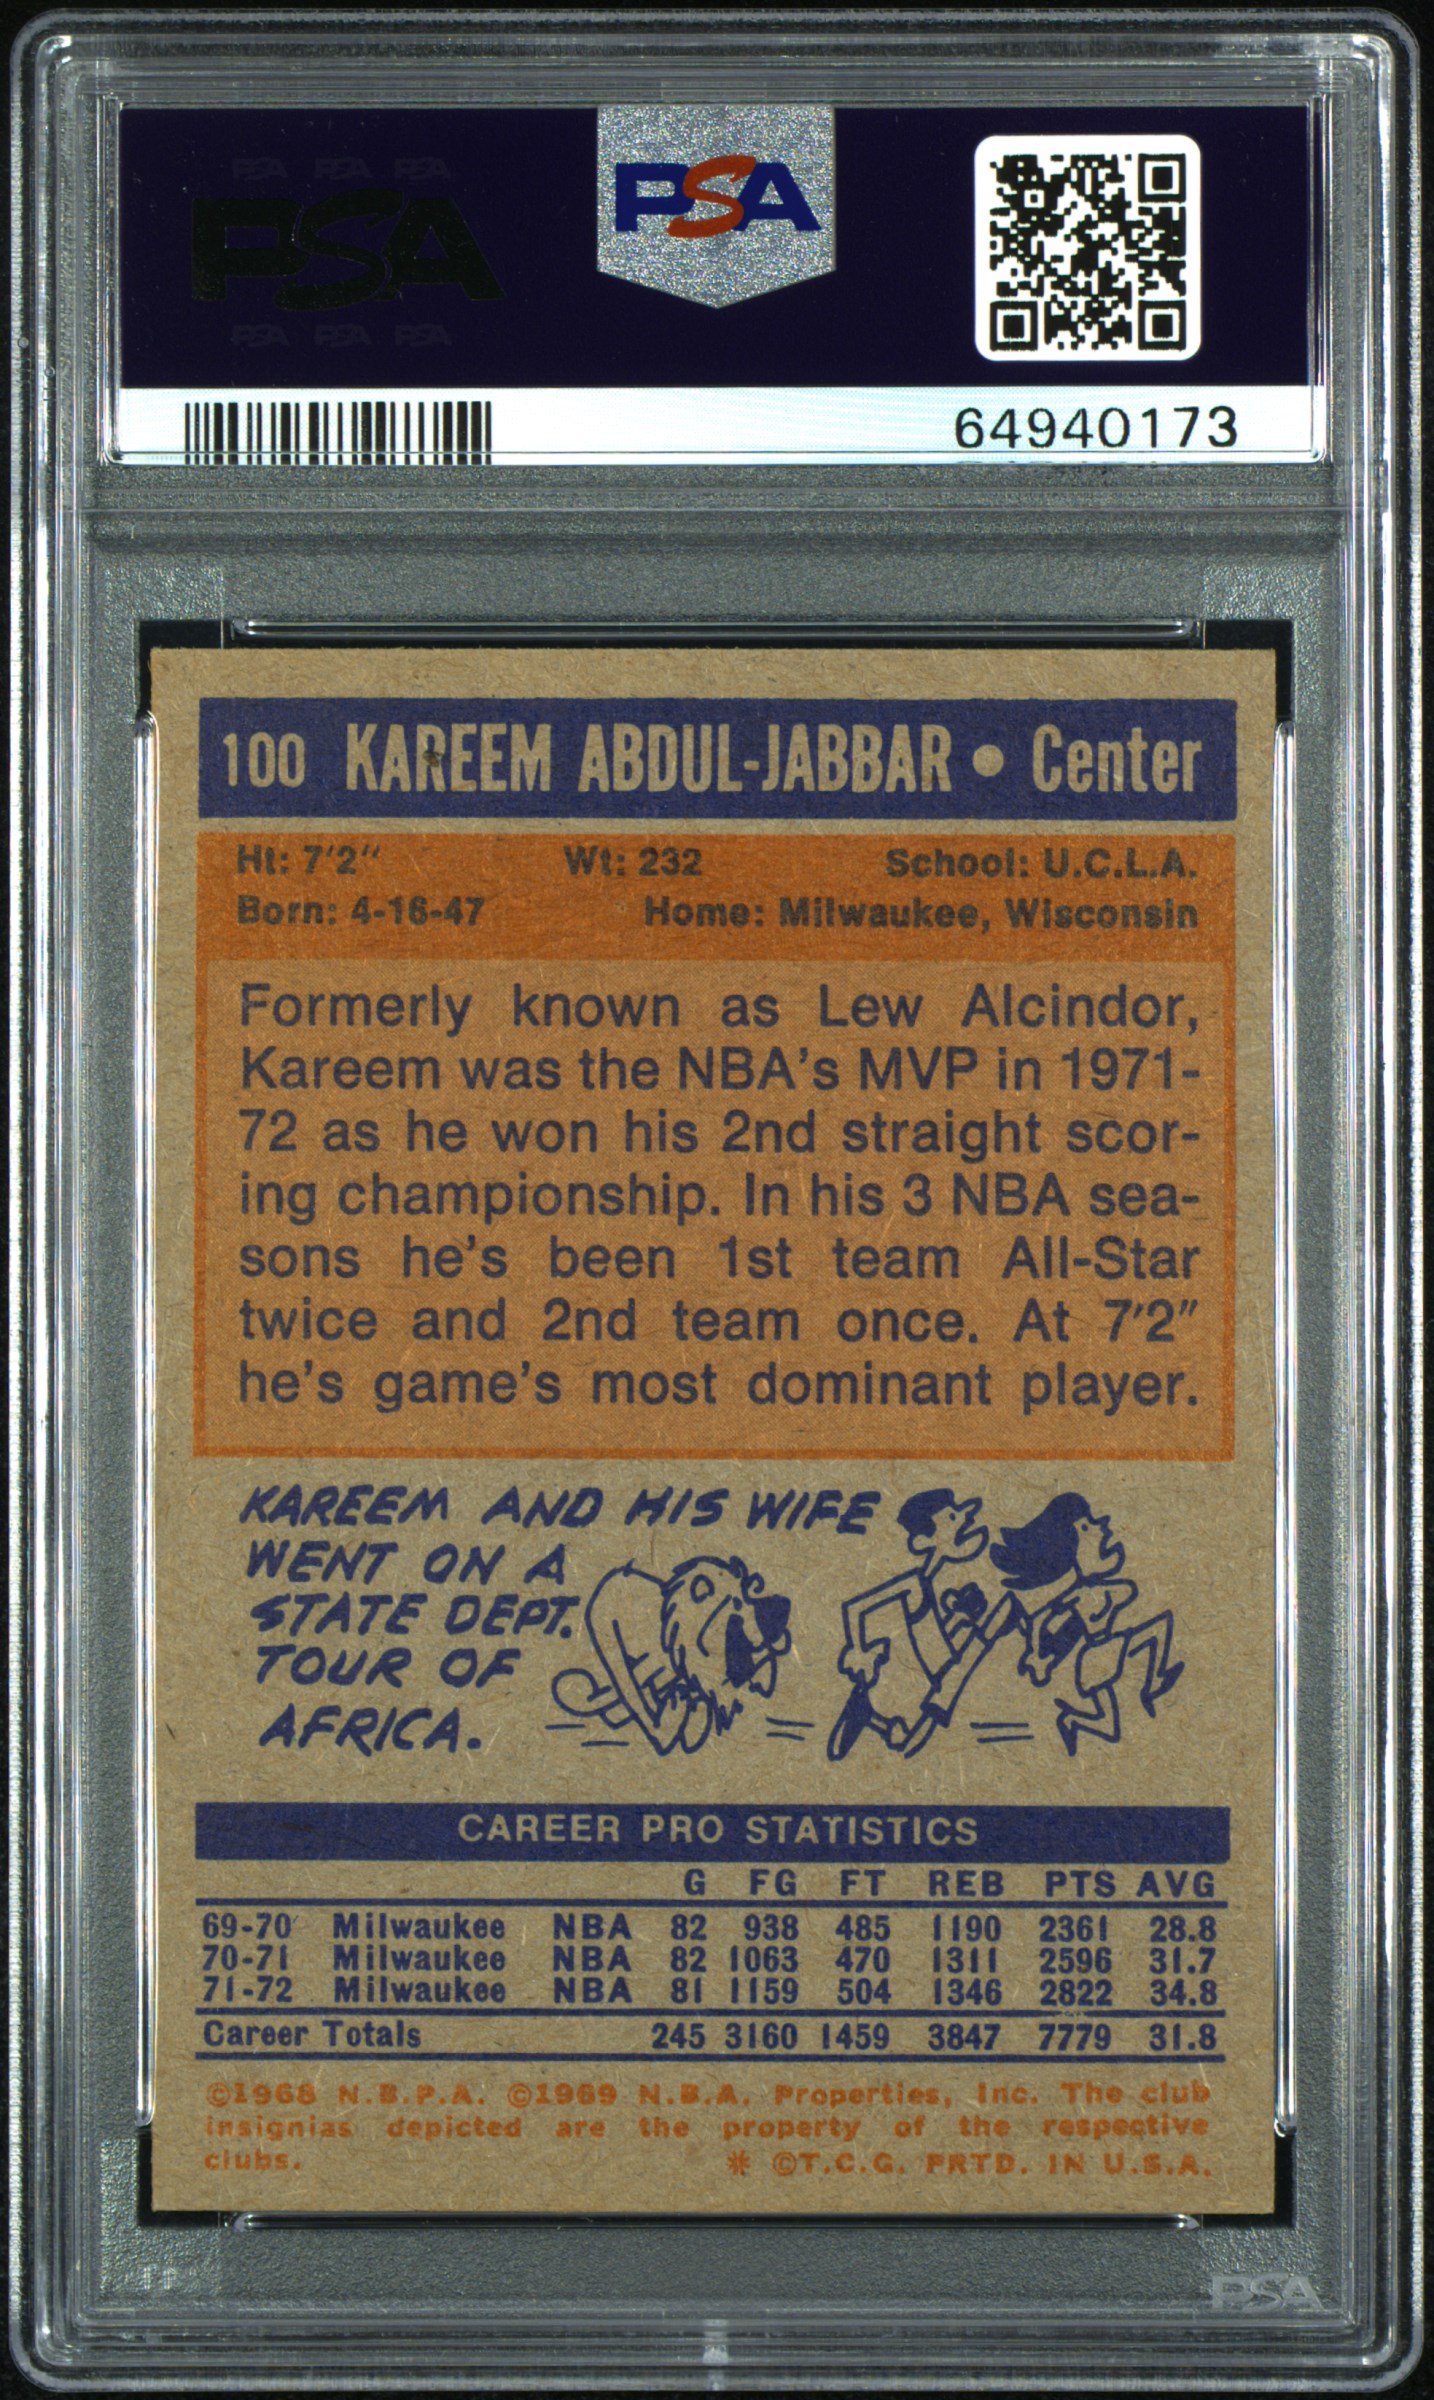 PSA PSA PSA
PSA
PSA PSA PSA
PSA
64940173
100 KAREEM ABDUL-JABBAR • Center
Ht: 7'2" Wt: 232 School: U.C.L.A.
Born: 4-16-47 Home: Milwaukee, Wisconsin
Formerly known as Lew Alcindor,
Kareem was the NBA's MVP in 1971-
72 as he won his 2nd straight scor-
ing championship. In his 3 NBA sea-
sons he's been 1st team All-Star
twice and 2nd team once. At 7'2"
he's game's most dominant player.
KAREEM AND HIS WIFE
WENT ON A
STATE DEPT.
TOUR OF
AFRICA.
CAREER PRO STATISTICS
G FG FT REB PTS AVG
69-70 Milwaukee NBA 82 938 485 1190 2361 28.8
70-71 Milwaukee NBA 82 1063 470 1311 2596 31.7
71-72 Milwaukee NBA 81 1159 504 1346 2822 34.8
Career Totals 245 3160 1459 3847 7779 31.8
©1968 N.B.P.A. ©1969 N.B.A. Properties, Inc. The club
insignias depicted are the property of the respective
clubs. * ©T.C.G. PRTD. IN U.S.A.
PSA